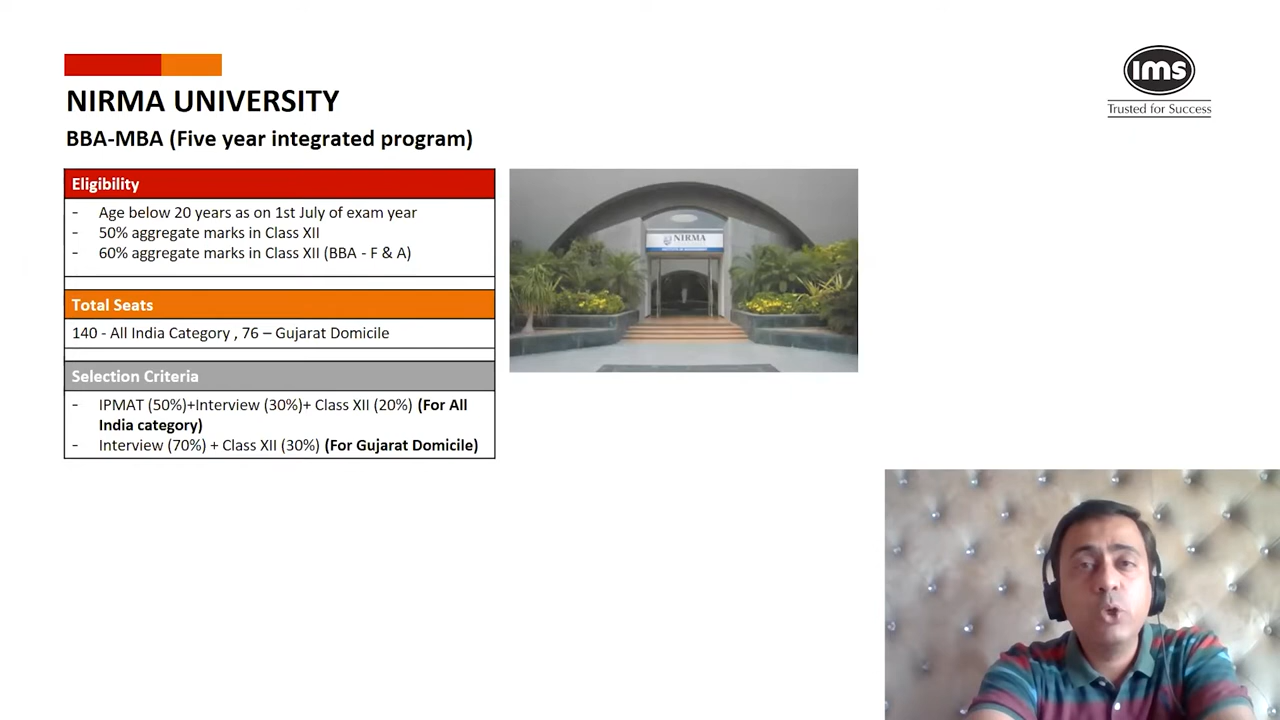 ims
Trusted for Success
NIRMA UNIVERSITY
BBA-MBA (Five year integrated program)
Eligibility
- Age below 20 years as on 1st July of exam year
- 50% aggregate marks in Class XII
- 60% aggregate marks in Class XII (BBA - F & A)
Total Seats
140 - All India Category , 76 – Gujarat Domicile
Selection Criteria
- IPMAT (50%)+Interview (30%)+ Class XII (20%) (For All
India category)
- Interview (70%) + Class XII (30%) (For Gujarat Domicile)
NIRMA